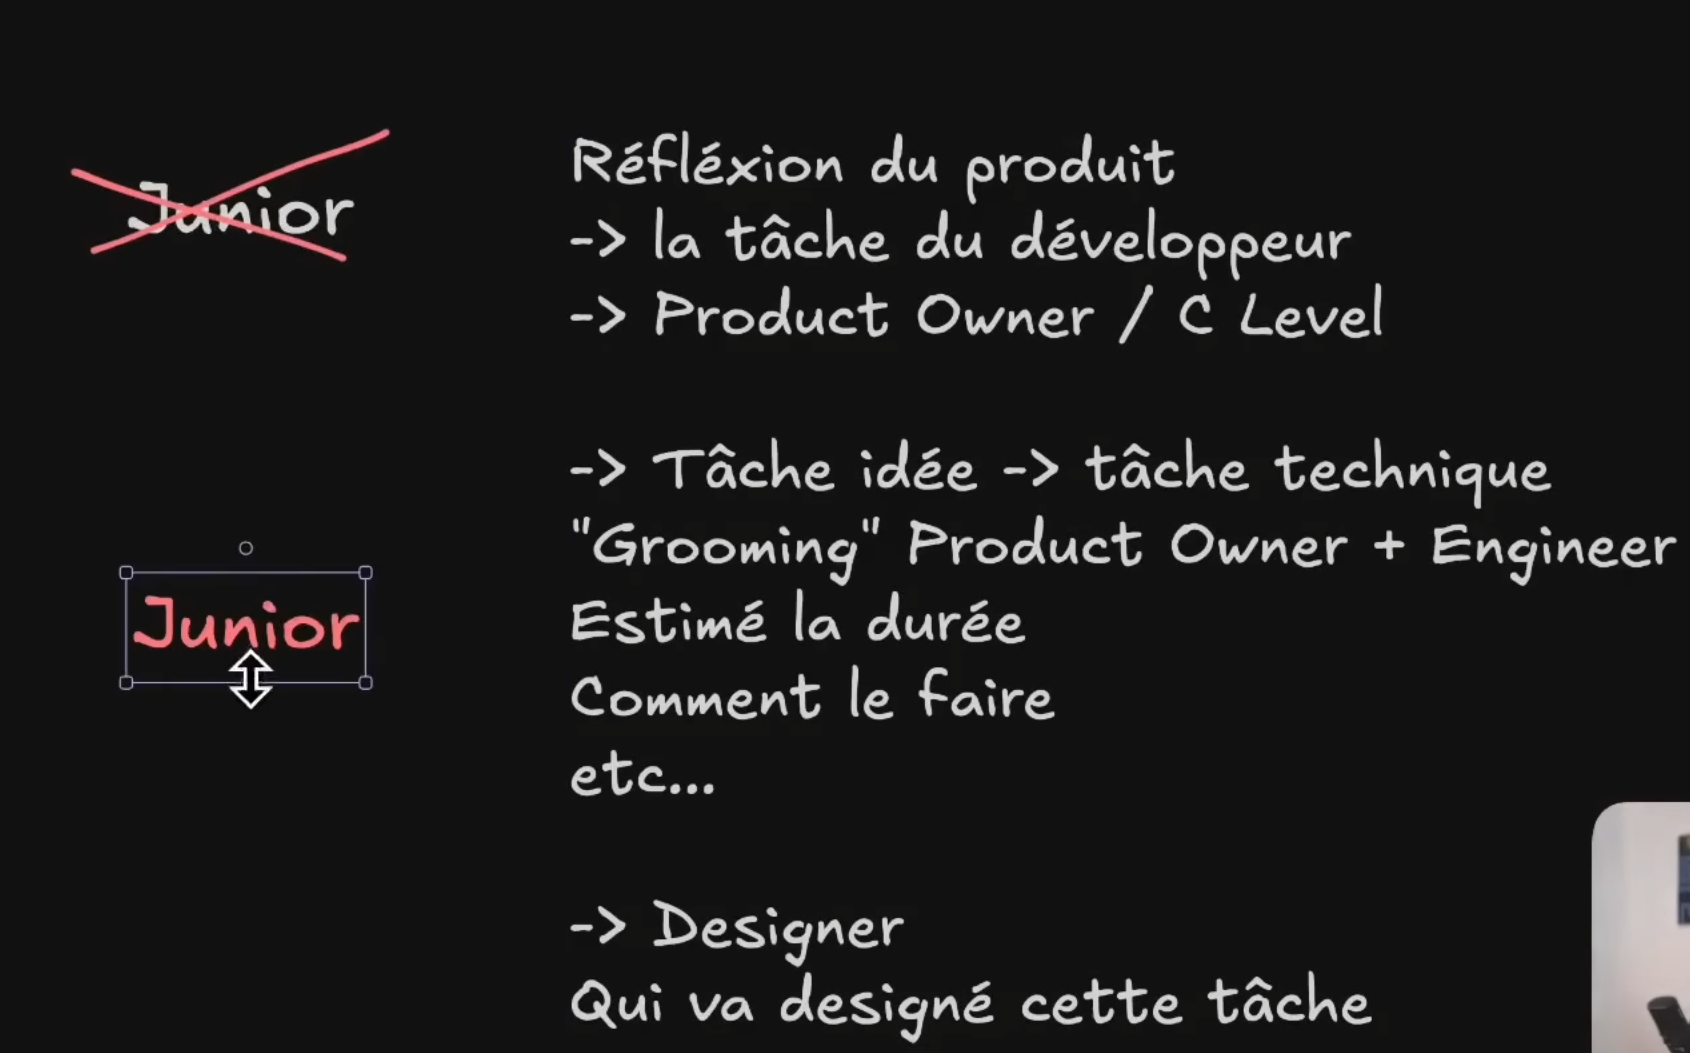 Junior
Réfléxion du produit
-> la tâche du développeur
-> Product Owner / C Level
-> Tâche idée -> tâche technique
"Grooming" Product Owner + Engineer
Junior
Estimé la durée
Comment le faire
etc...
-> Designer
Qui va designé cette tâche